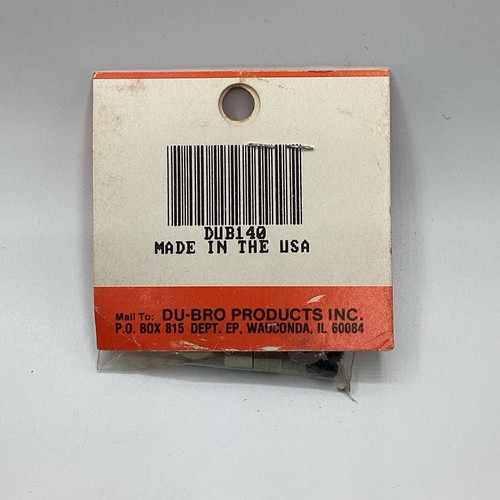 DUB140
MADE IN THE USA
Mail To: DU-BRO PRODUCTS INC.
P.O. BOX 815 DEPT. EP, WAUCONDA, IL 60084